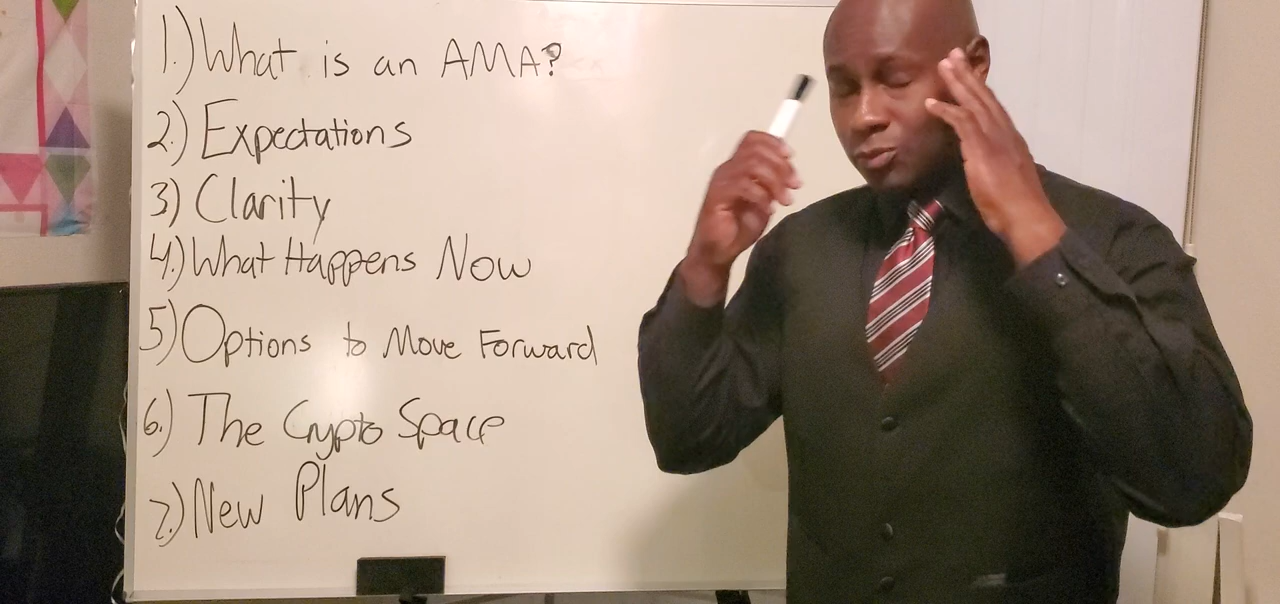 1.) What is an AMA?
2.) Expectations
3.) Clarity
4.) What Happens Now
5) Options to Move Forward
6.) The Crypto Space
7.) New Plans